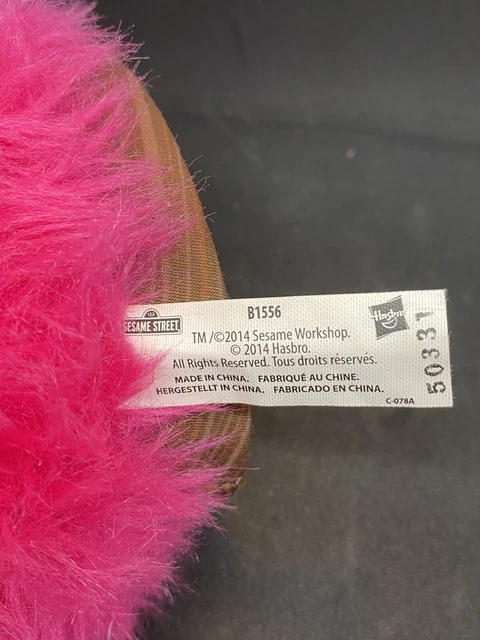 123
SESAME STREET
B1556
Hasbro
TM /©2014 Sesame Workshop.
© 2014 Hasbro.
All Rights Reserved. Tous droits réservés.
MADE IN CHINA. FABRIQUÉ AU CHINE.
HERGESTELLT IN CHINA. FABRICADO EN CHINA.
C-078A
50331